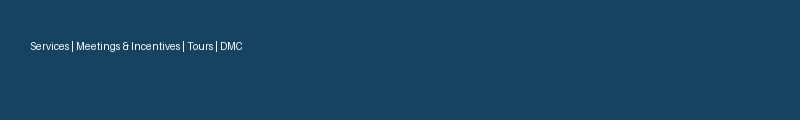 Services | Meetings & Incentives | Tours | DMC